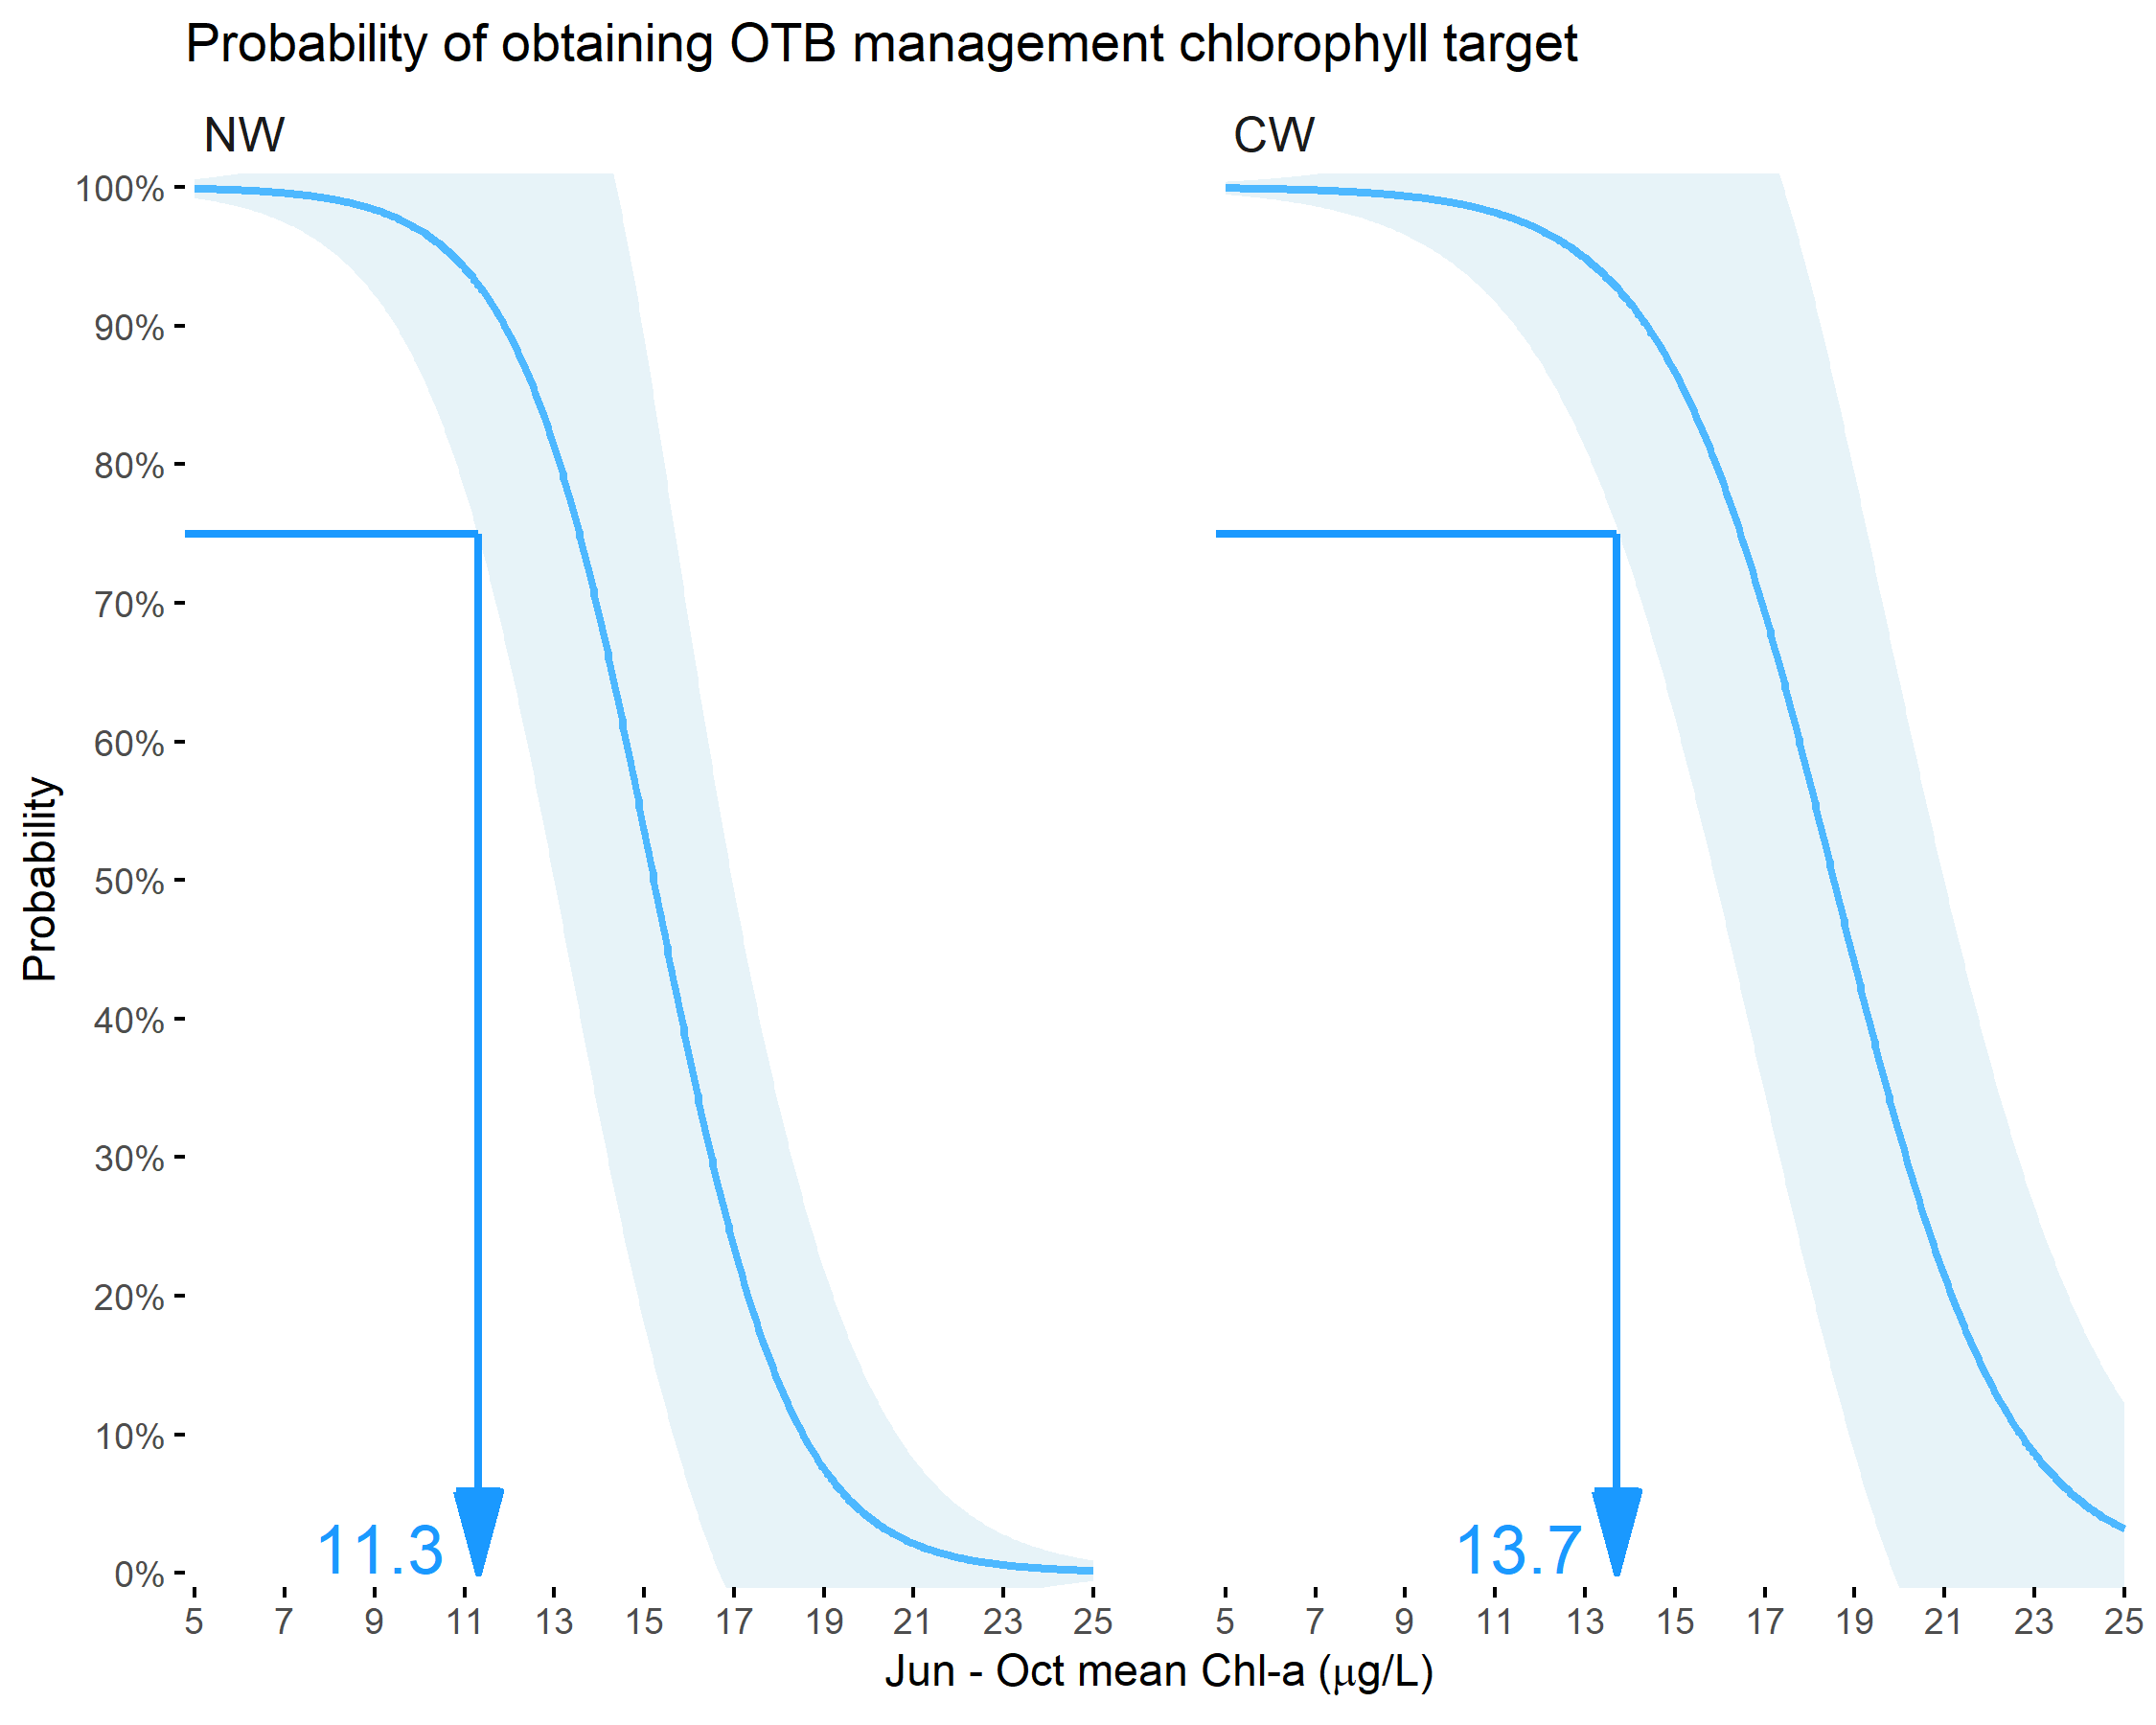 Probability of obtaining OTB management chlorophyll target
NW
CW
Probability
100%
90%
80%
70%
60%
50%
40%
30%
20%
10%
0%
11.3
13.7
5 7 9 11 13 15 17 19 21 23 25
5 7 9 11 13 15 17 19 21 23 25
Jun - Oct mean Chl-a (μg/L)